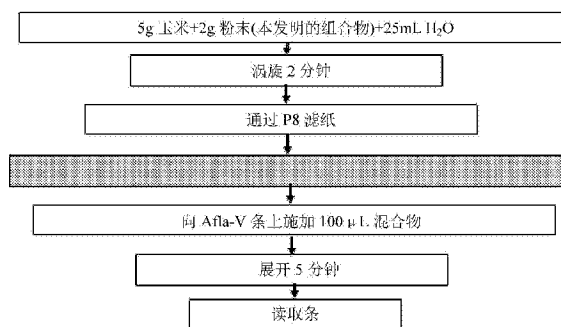 5g 玉米+2g 粉末(本发明的组合物)+25mL H₂O
涡旋 2 分钟
通过 P8 滤纸
向 Afla-V 条上施加 100 μL 混合物
展开 5 分钟
读取条